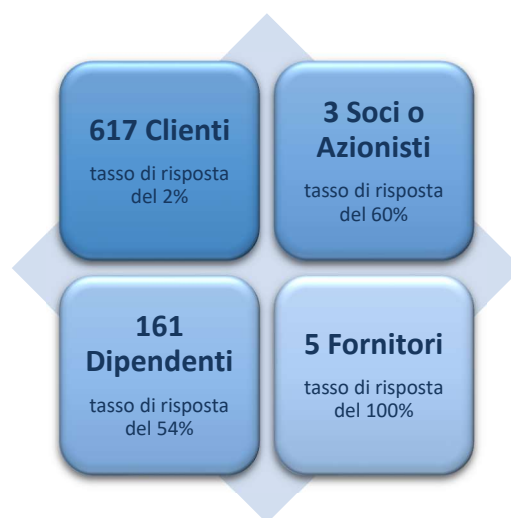 617 Clienti
tasso di risposta
del 2%
3 Soci o
Azionisti
tasso di risposta
del 60%
161
Dipendenti
tasso di risposta
del 54%
5 Fornitori
tasso di risposta
del 100%